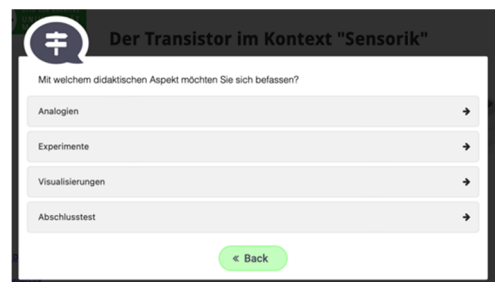 Der Transistor im Kontext "Sensorik"
Mit welchem didaktischen Aspekt möchten Sie sich befassen?
Analogien
Experimente
Visualisierungen
Abschlusstest
« Back